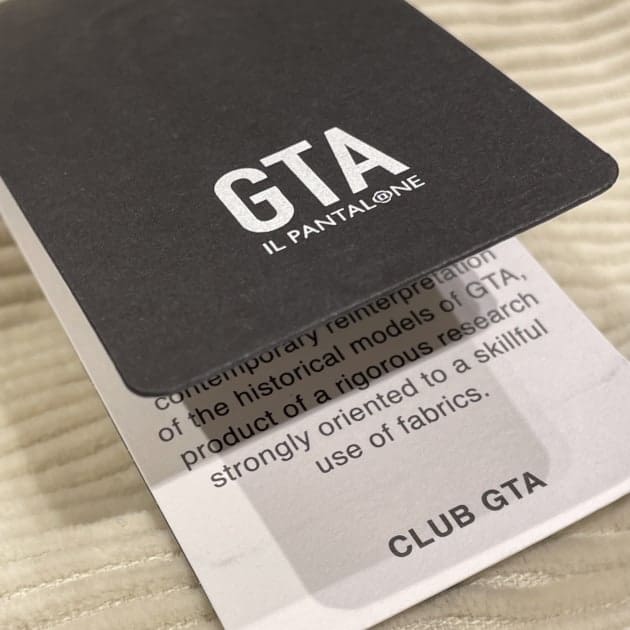 GTA
IL PANTALONE
contemporary reinterpretation
of the historical models of GTA,
product of a rigorous research
strongly oriented to a skillful
use of fabrics.
CLUB GTA